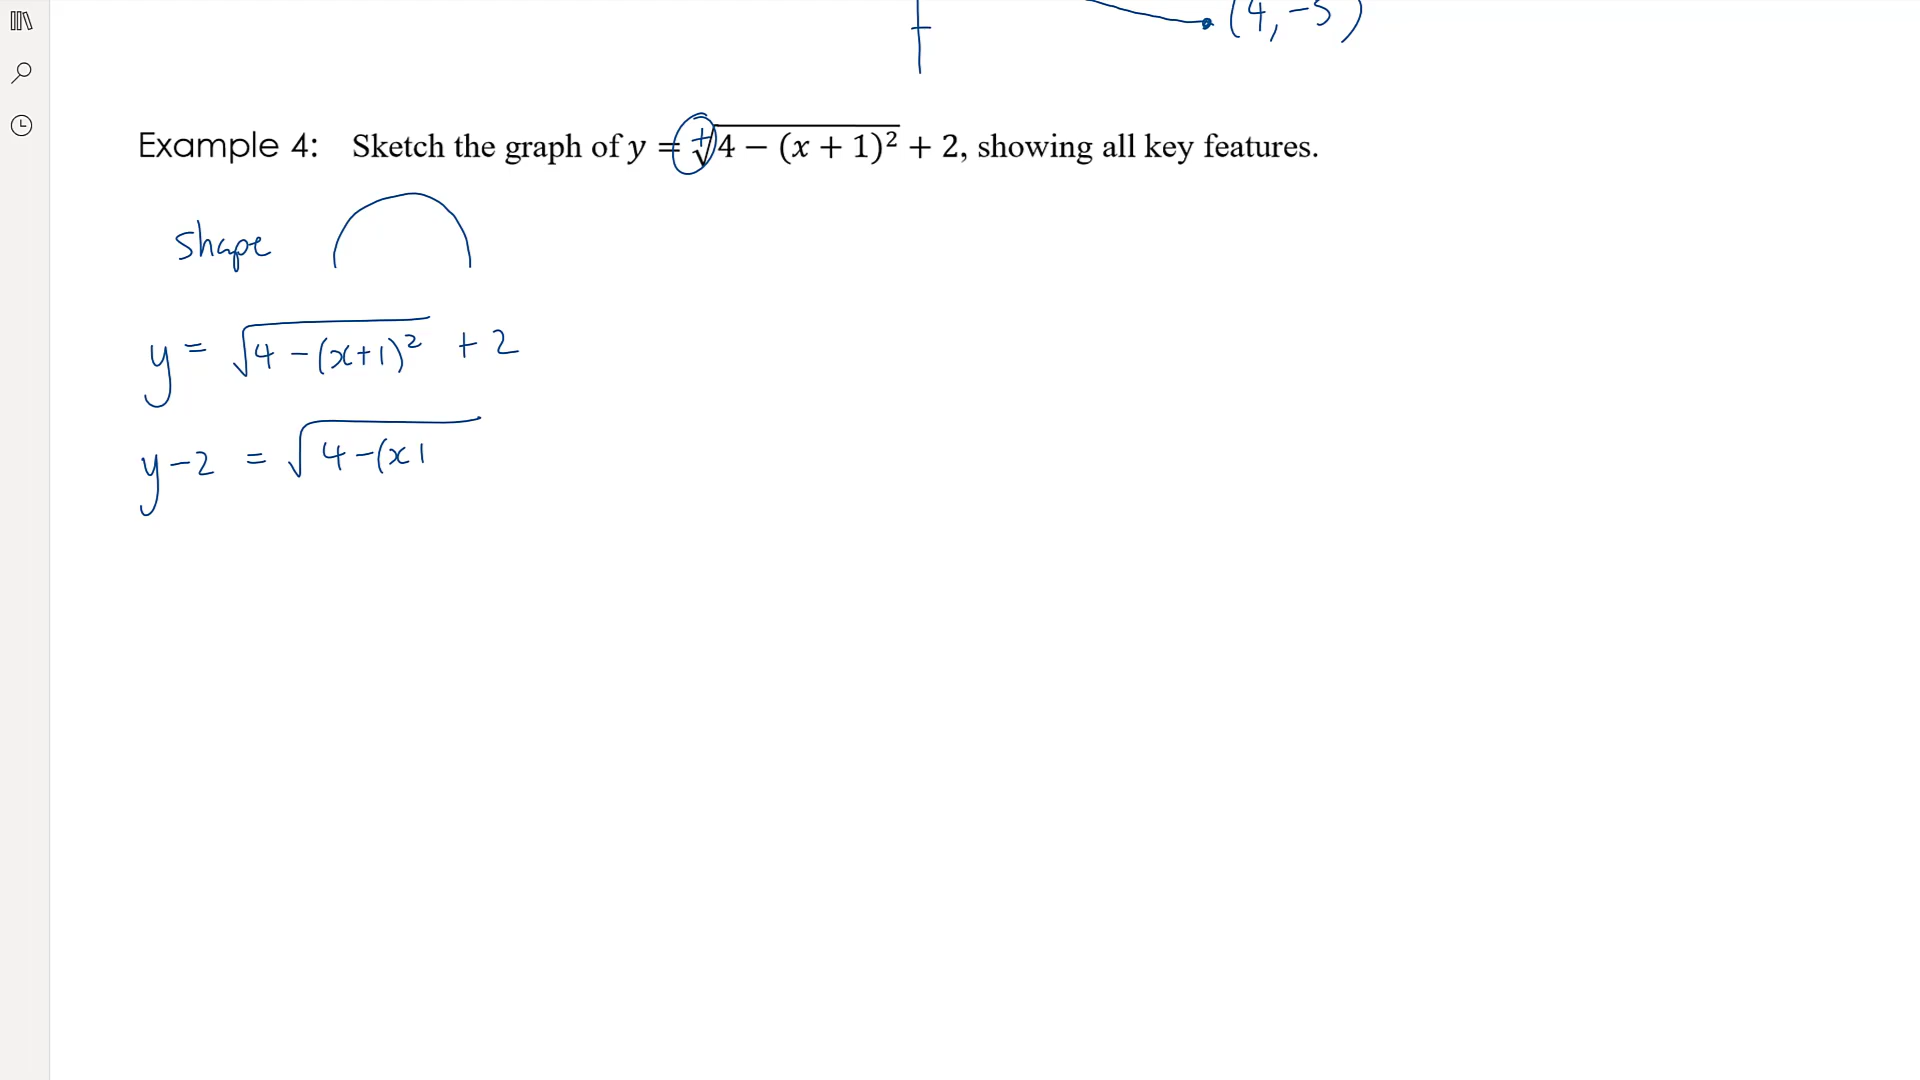 (4, -5)
Example 4: Sketch the graph of y = +√(4 − (x + 1)²) + 2, showing all key features.
shape
y = √(4 − (x+1)²) + 2
y − 2 = √(4 − (x 1